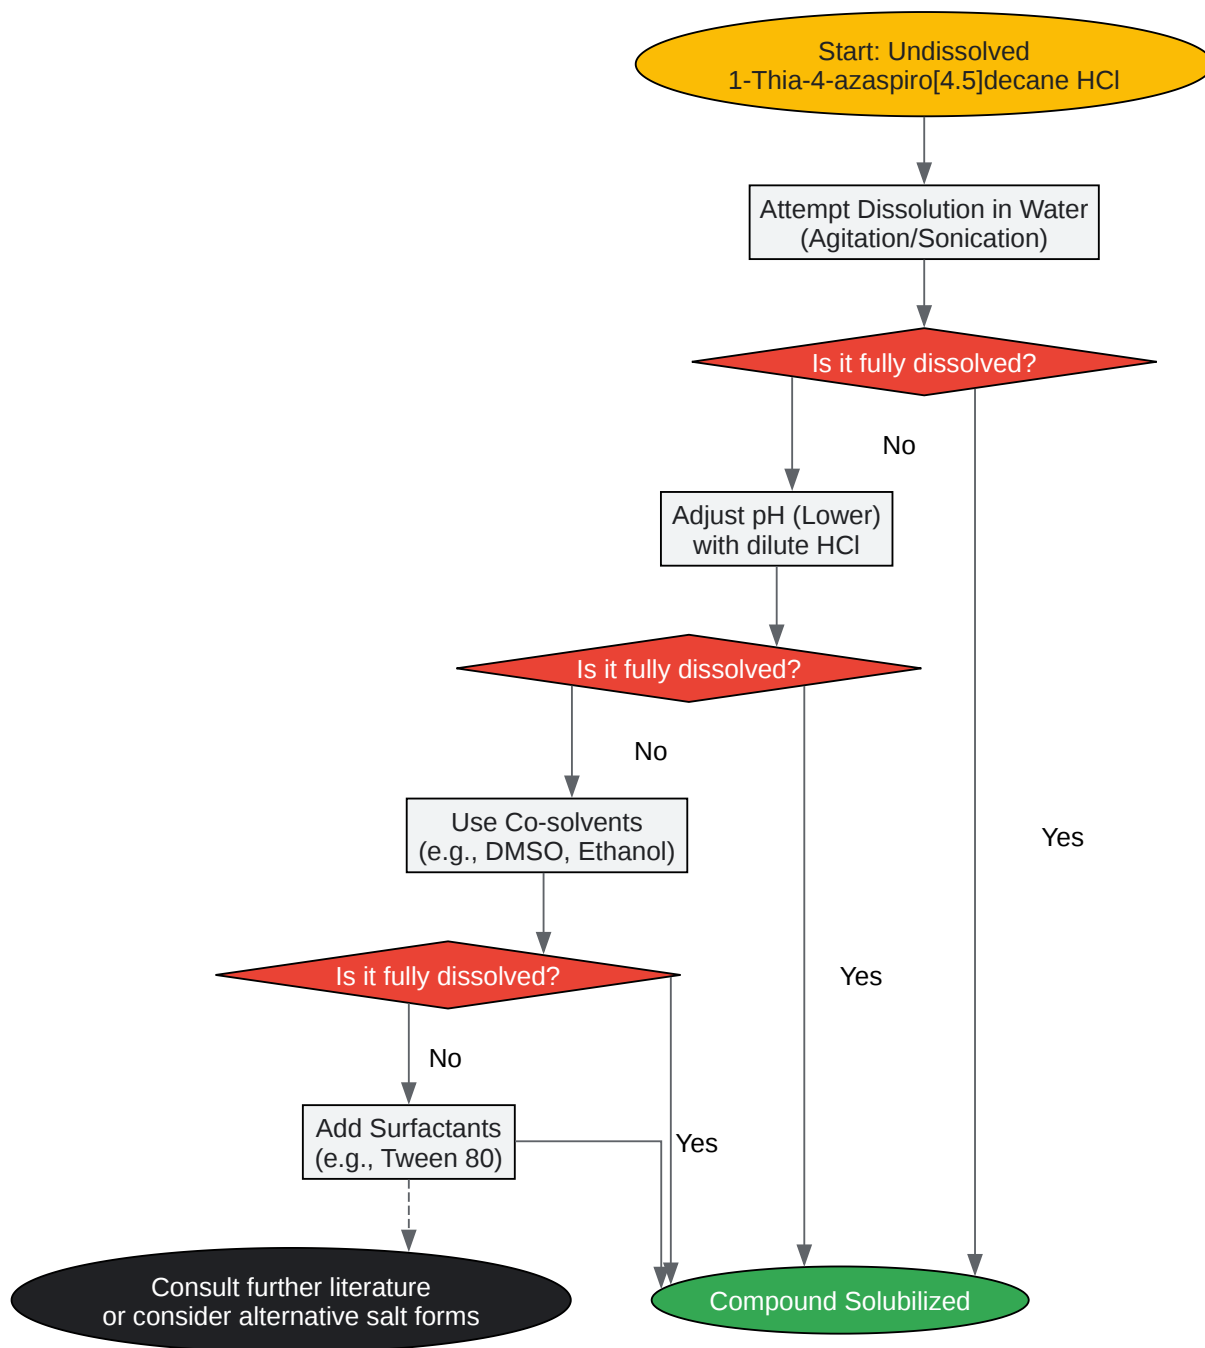 Start: Undissolved
1-Thia-4-azaspiro[4.5]decane HCl
Attempt Dissolution in Water
(Agitation/Sonication)
Is it fully dissolved?
No
Adjust pH (Lower)
with dilute HCl
Is it fully dissolved?
No
Use Co-solvents
(e.g., DMSO, Ethanol)
Yes
Is it fully dissolved?
Yes
No
Add Surfactants
(e.g., Tween 80)
Yes
Consult further literature
or consider alternative salt forms
Compound Solubilized